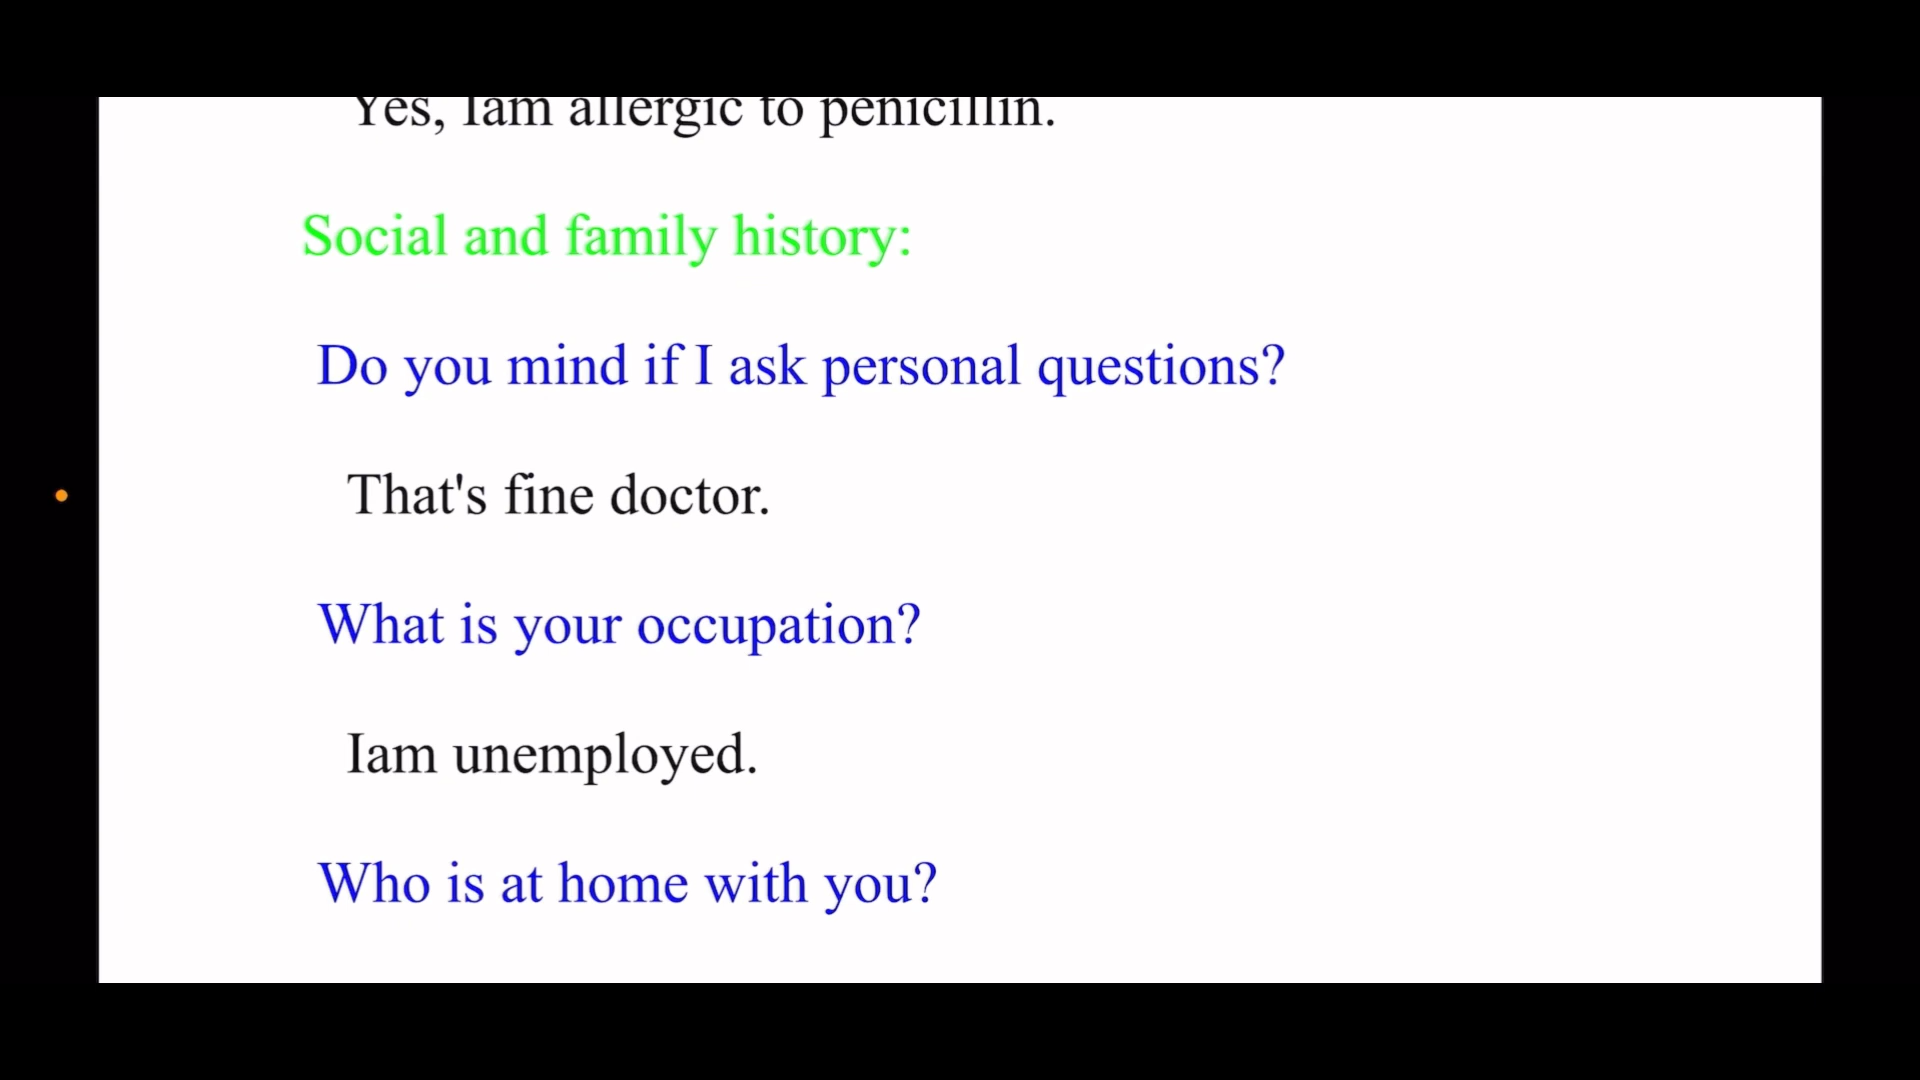 Yes, Iam allergic to penicillin.
Social and family history:
Do you mind if I ask personal questions?
That's fine doctor.
What is your occupation?
Iam unemployed.
Who is at home with you?